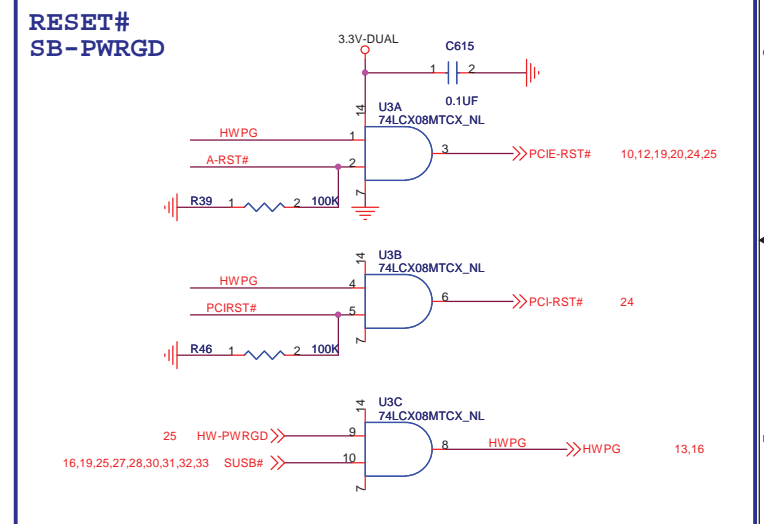 RESET#
SB-PWRGD
3.3V-DUAL
C615
1 2
0.1UF
14
U3A
74LCX08MTCX_NL
HWPG 1
A-RST# 2
3 PCIE-RST# 10,12,19,20,24,25
7
R39 1 2 100K
14
U3B
74LCX08MTCX_NL
HWPG 4
PCIRST# 5
6 PCI-RST# 24
7
R46 1 2 100K
14
U3C
74LCX08MTCX_NL
25 HW-PWRGD 9
16,19,25,27,28,30,31,32,33 SUSB# 10
8 HWPG HWPG 13,16
7